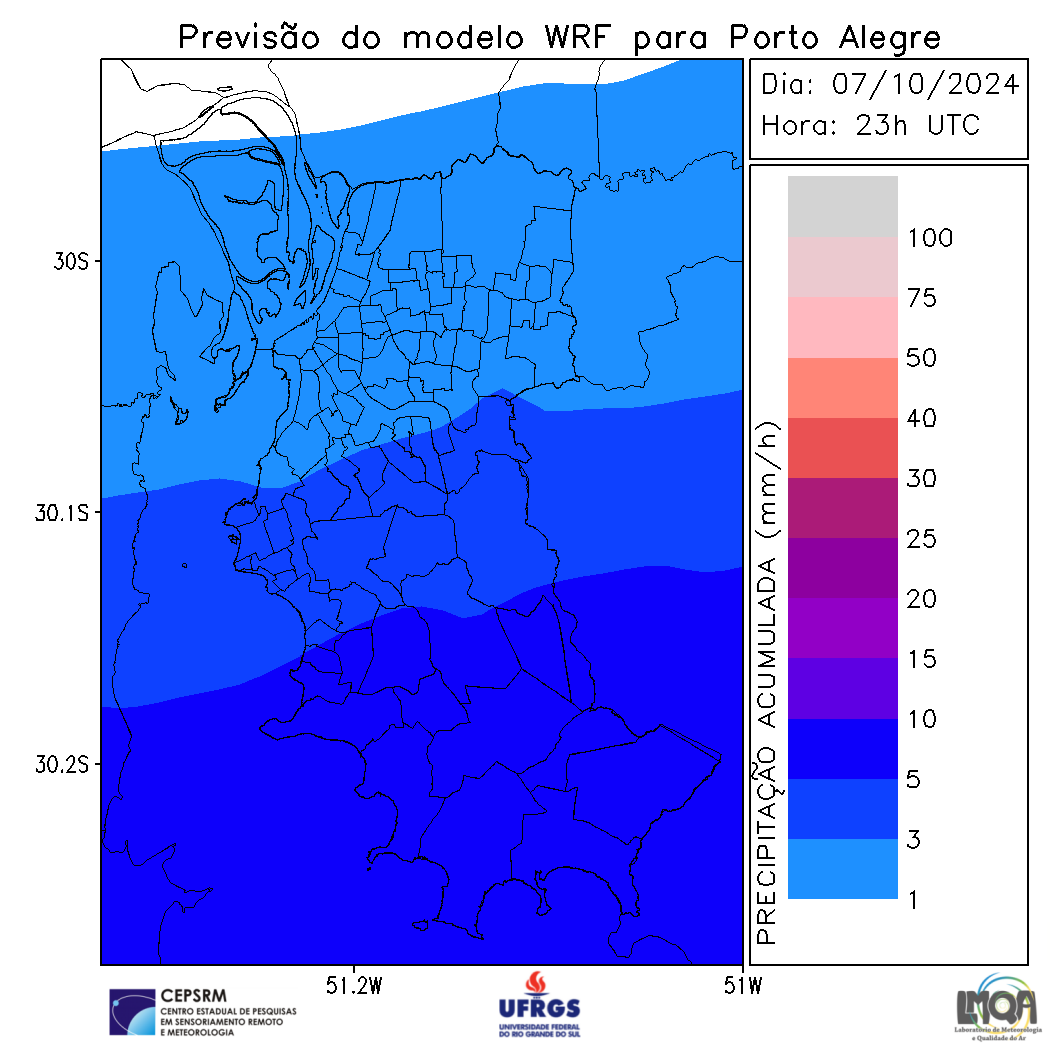 Previsão do modelo WRF para Porto Alegre
Dia: 07/10/2024
Hora: 23h UTC
30S
30.1S
30.2S
51.2W
51W
PRECIPITAÇÃO ACUMULADA (mm/h)
100
75
50
40
30
25
20
15
10
5
3
1
CEPSRM
CENTRO ESTADUAL DE PESQUISAS
EM SENSORIAMENTO REMOTO
E METEOROLOGIA
UFRGS
UNIVERSIDADE FEDERAL
DO RIO GRANDE DO SUL
LMQA
Laboratório de Meteorologia
e Qualidade do Ar